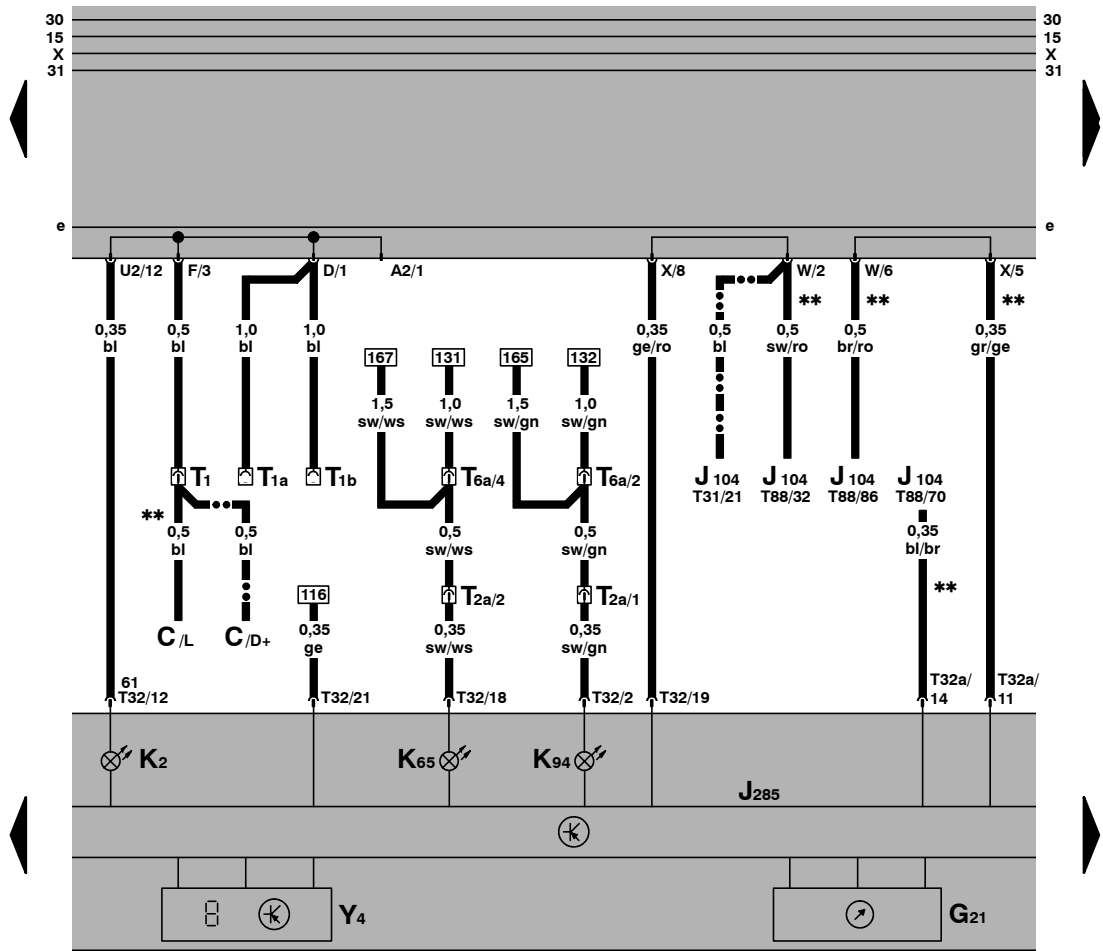 30 30
15 15
X X
31 31
e e
U2/12 F/3 D/1 A2/1 X/8 W/2 W/6 X/5
** ** **
0,35 0,5 1,0 1,0 0,35 0,5 0,5 0,5 0,35
bl bl bl bl ge/ro bl sw/ro br/ro gr/ge
167 131 165 132
1,5 1,0 1,5 1,0
sw/ws sw/ws sw/gn sw/gn
T1 T1a T1b T6a/4 T6a/2 J 104 J 104 J 104 J 104
T31/21 T88/32 T88/86 T88/70
**
0,5 0,5 0,5 0,5 0,35
bl bl sw/ws sw/gn bl/br
116 T2a/2 T2a/1 **
C/L C/D+ 0,35 0,35 0,35
ge sw/ws sw/gn
61 T32a/ T32a/
T32/12 T32/21 T32/18 T32/2 T32/19 14 11
K2 K65 K94
J285
Y4 G21